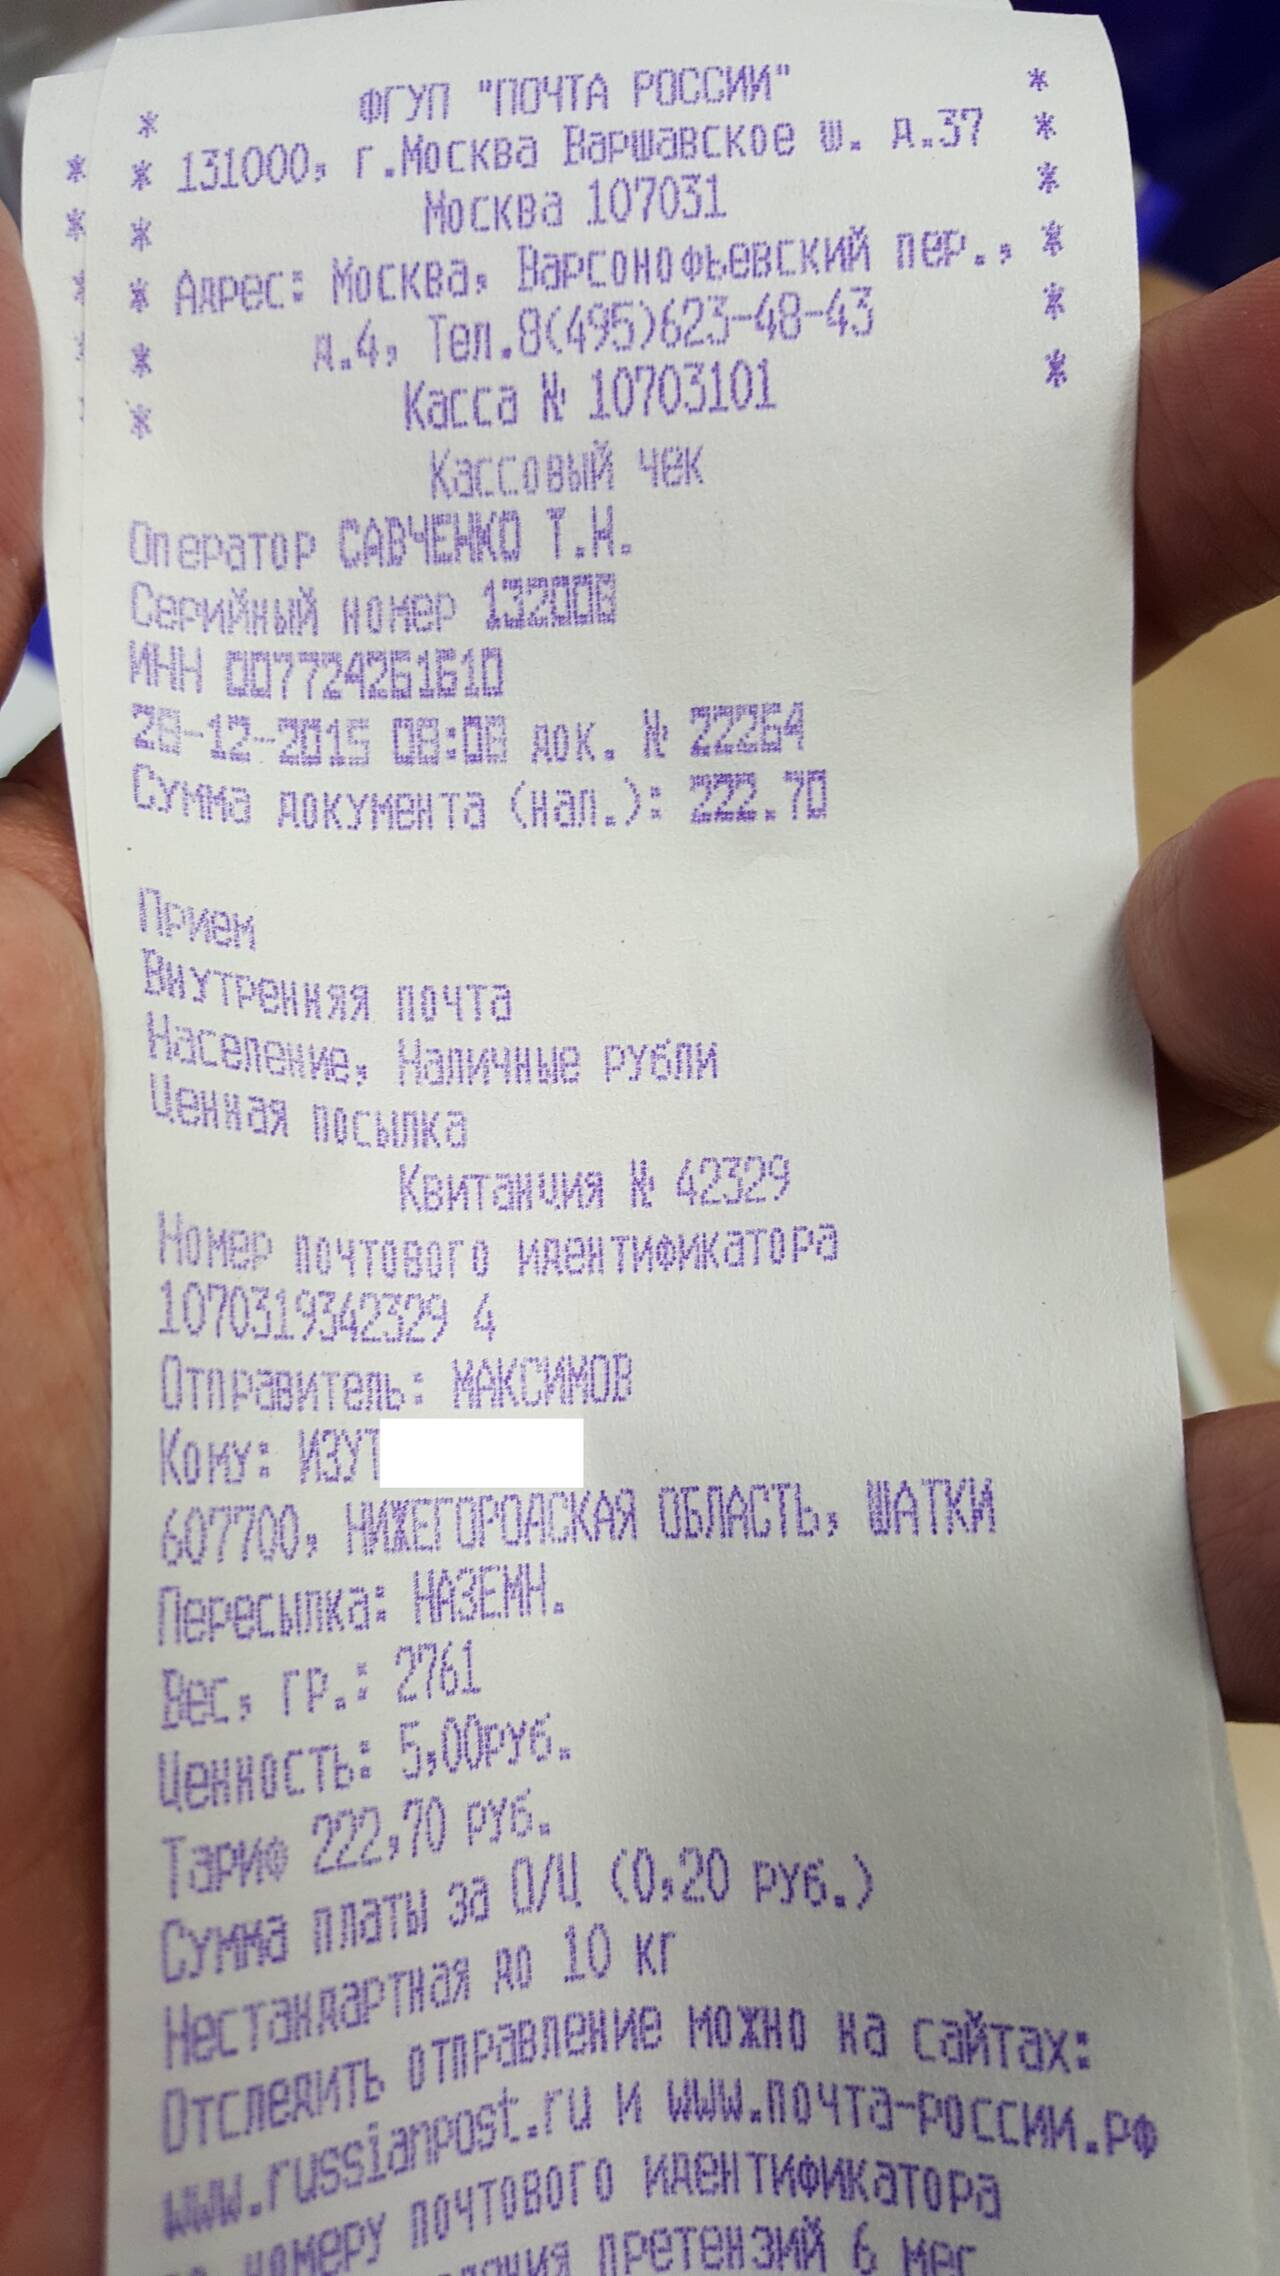 ФГУП "ПОЧТА РОССИИ"
131000, г.Москва Варшавское ш. д.37
Москва 107031
Адрес: Москва, Варсонофьевский пер.,
д.4, Тел.8(495)623-48-43
Касса № 10703101
Кассовый чек
Оператор САВЧЕНКО Т.Н.
Серийный номер 132008
ИНН 007724261610
28-12-2015 08:08 док. № 22264
Сумма документа (нал.): 222.70
Прием
Внутренняя почта
Население, Наличные рубли
Ценная посылка
Квитанция № 42329
Номер почтового идентификатора
1070319342329 4
Отправитель: МАКСИМОВ
Кому: ИЗУТ
607700, НИЖЕГОРОДСКАЯ ОБЛАСТЬ, ШАТКИ
Пересылка: НАЗЕМН.
Вес, гр.: 2761
Ценность: 5,00руб.
Тариф 222,70 руб.
Сумма платы за О/Ц (0,20 руб.)
Нестандартная до 10 кг
Отследить отправление можно на сайтах:
www.russianpost.ru и www.почта-россии.рф
номеру почтового идентификатора
претензий 6 мес